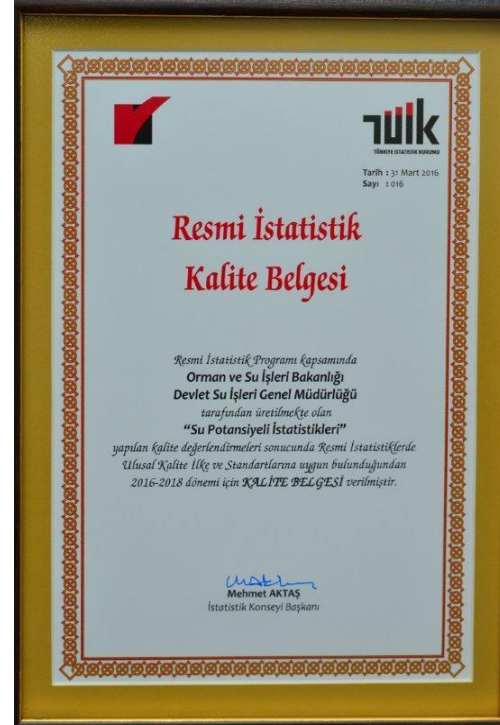 TÜİK
TÜRKİYE İSTATİSTİK KURUMU
Tarih : 31 Mart 2016
Sayı : 016
Resmi İstatistik
Kalite Belgesi
Resmi İstatistik Programı kapsamında
Orman ve Su İşleri Bakanlığı
Devlet Su İşleri Genel Müdürlüğü
tarafından üretilmekte olan
“Su Potansiyeli İstatistikleri”
yapılan kalite değerlendirmeleri sonucunda Resmi İstatistiklerde
Ulusal Kalite İlke ve Standartlarına uygun bulunduğundan
2016-2018 dönemi için KALİTE BELGESİ verilmiştir.
Mehmet AKTAŞ
İstatistik Konseyi Başkanı